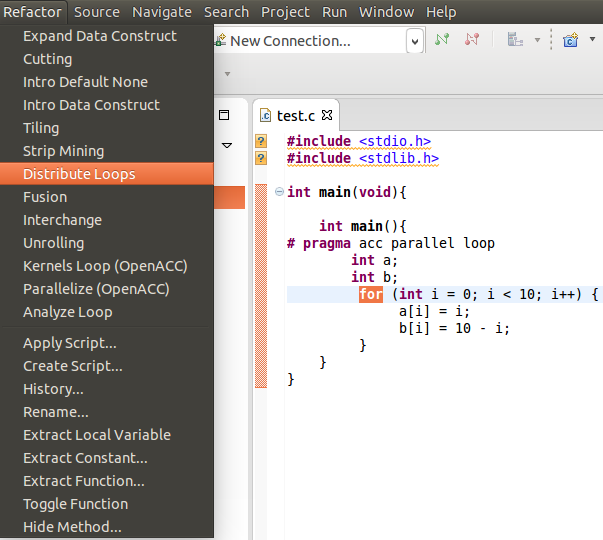 Refactor Source Navigate Search Project Run Window Help
Expand Data Construct
Cutting
Intro Default None
Intro Data Construct
Tiling
Strip Mining
Distribute Loops
Fusion
Interchange
Unrolling
Kernels Loop (OpenACC)
Parallelize (OpenACC)
Analyze Loop
Apply Script...
Create Script...
History...
Rename...
Extract Local Variable
Extract Constant...
Extract Function...
Toggle Function
Hide Method...
New Connection...
test.c
#include <stdio.h>
#include <stdlib.h>
int main(void){
int main(){
# pragma acc parallel loop
int a;
int b;
for (int i = 0; i < 10; i++) {
a[i] = i;
b[i] = 10 - i;
}
}
}